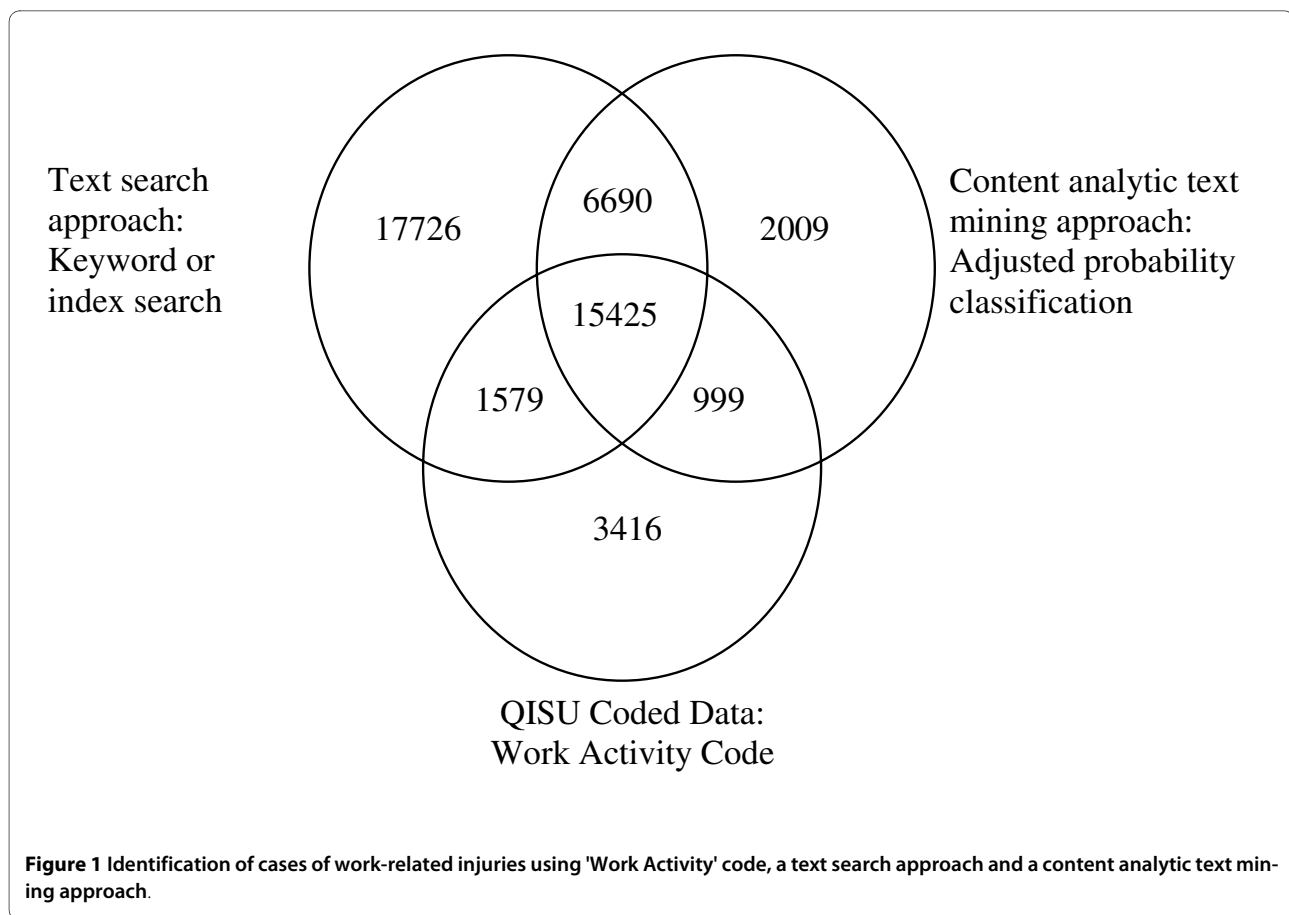 Text search
approach:
Keyword or
index search
17726
6690
2009
Content analytic text
mining approach:
Adjusted probability
classification
15425
1579
999
3416
QISU Coded Data:
Work Activity Code
Figure 1 Identification of cases of work-related injuries using 'Work Activity' code, a text search approach and a content analytic text min-
ing approach.